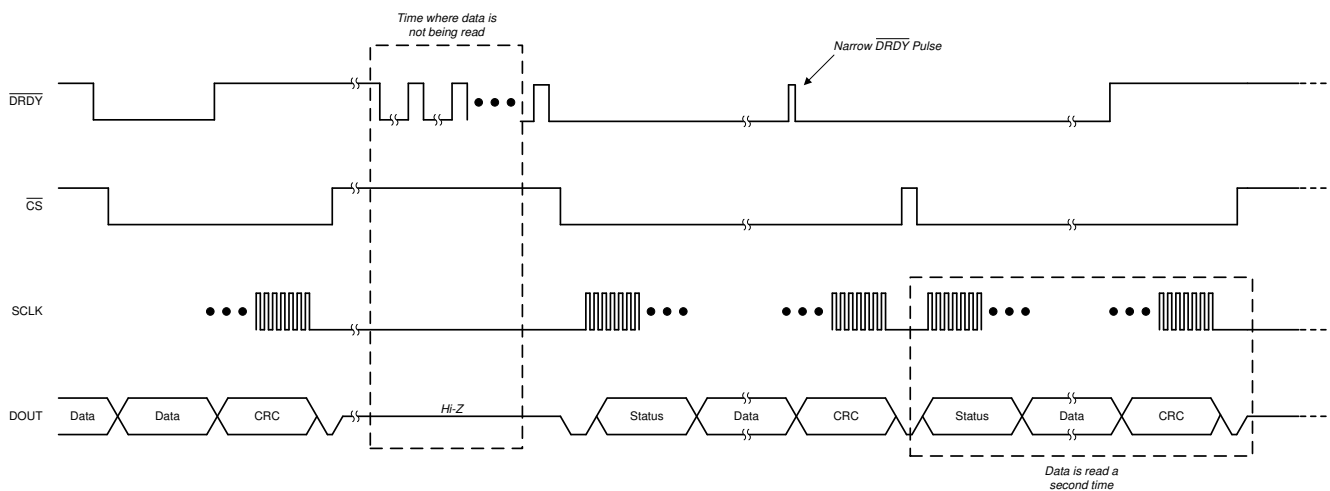 Time where data is
not being read
Narrow DRDY Pulse
DRDY
CS
SCLK
DOUT
Data
Data
CRC
Hi-Z
Status
Data
CRC
Status
Data
CRC
Data is read a
second time